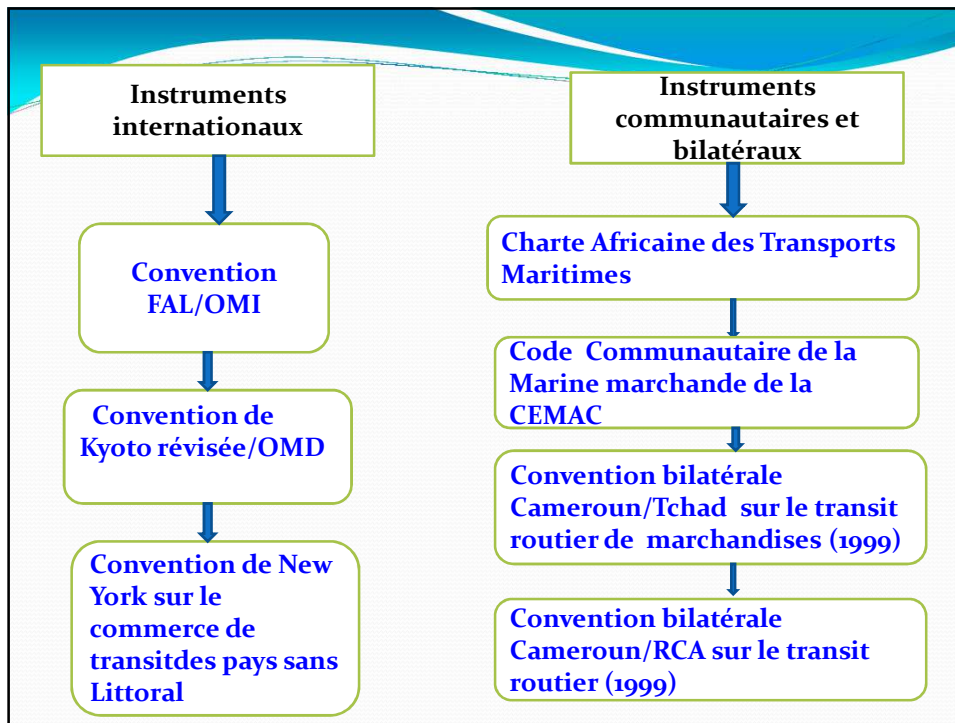 Instruments
internationaux
Convention
FAL/OMI
Convention de
Kyoto révisée/OMD
Convention de New
York sur le
commerce de
transitdes pays sans
Littoral
Instruments
communautaires et
bilatéraux
Charte Africaine des Transports
Maritimes
Code Communautaire de la
Marine marchande de la
CEMAC
Convention bilatérale
Cameroun/Tchad sur le transit
routier de marchandises (1999)
Convention bilatérale
Cameroun/RCA sur le transit
routier (1999)